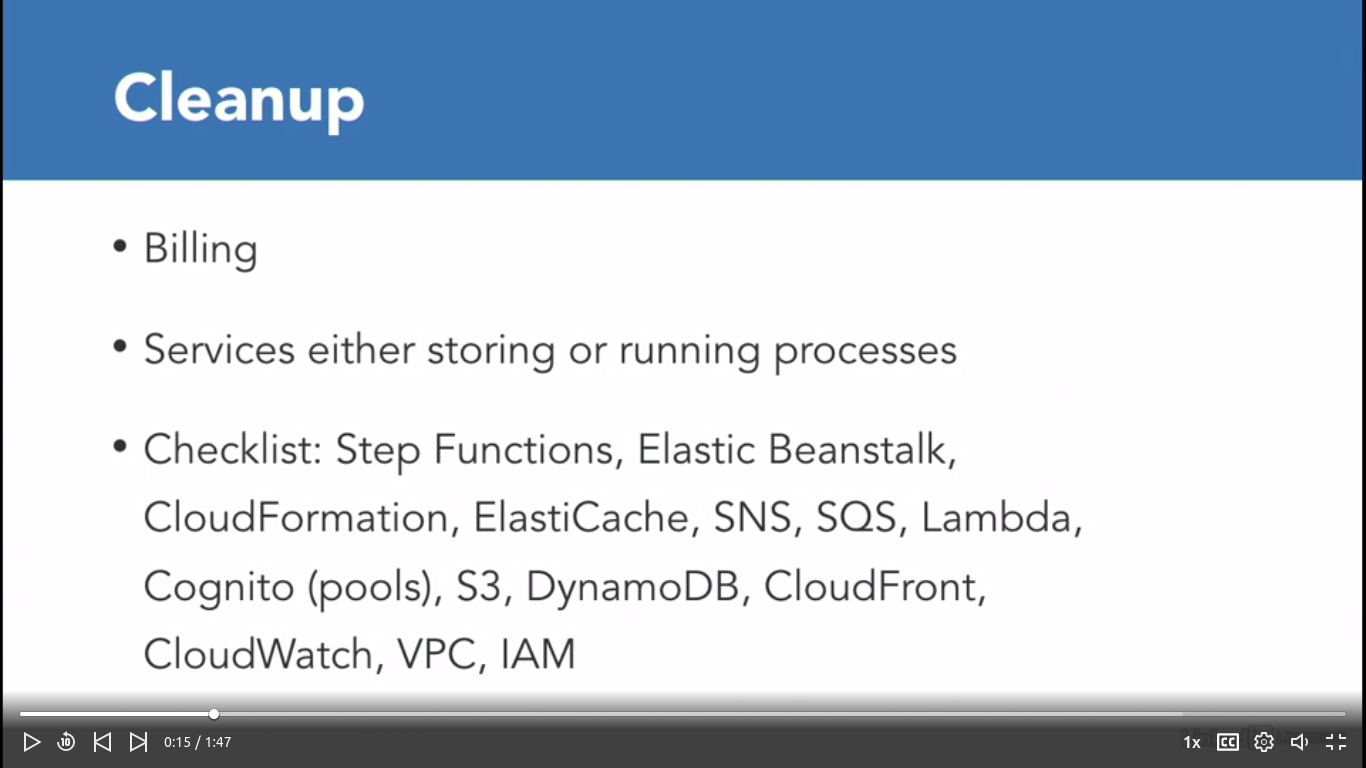 Cleanup
• Billing
• Services either storing or running processes
• Checklist: Step Functions, Elastic Beanstalk,
CloudFormation, ElastiCache, SNS, SQS, Lambda,
Cognito (pools), S3, DynamoDB, CloudFront,
CloudWatch, VPC, IAM
10
0:15 / 1:47
1x
CC